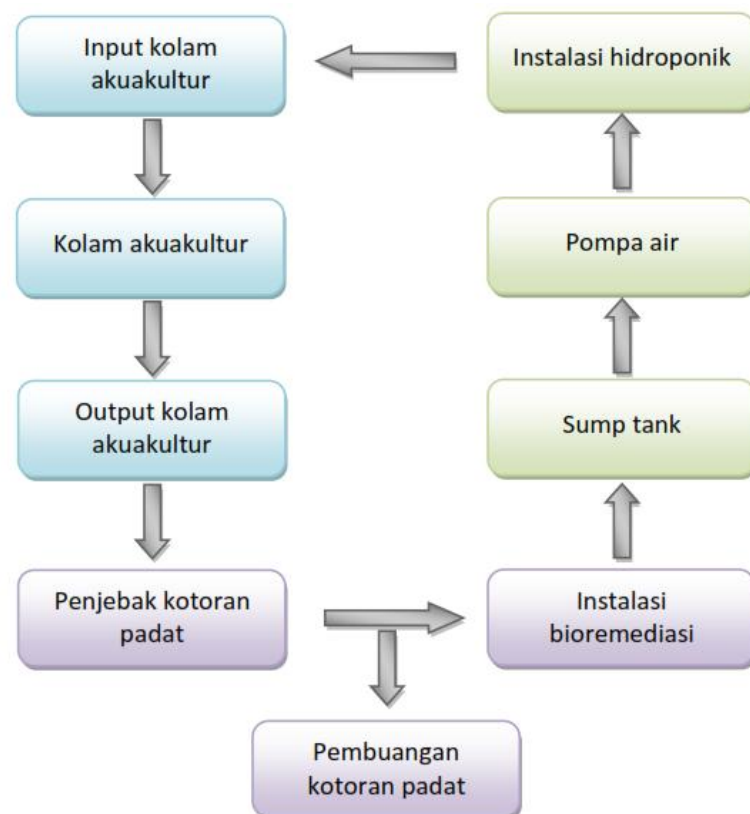 Input kolam
akuakultur
Instalasi hidroponik
Kolam akuakultur
Pompa air
Output kolam
akuakultur
Sump tank
Penjebak kotoran
padat
Instalasi
bioremediasi
Pembuangan
kotoran padat